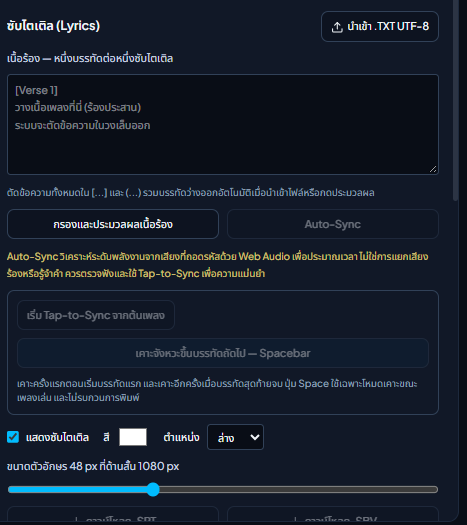 ซับไตเติล (Lyrics)
นำเข้า .TXT UTF-8
เนื้อร้อง — หนึ่งบรรทัดต่อหนึ่งซับไตเติล
[Verse 1]
วางเนื้อเพลงที่นี่ (ร้องประสาน)
ระบบจะตัดข้อความในวงเล็บออก
ตัดข้อความทั้งหมดใน [...] และ (...) รวมบรรทัดว่างออกอัตโนมัติเมื่อนำเข้าไฟล์หรือกดประมวลผล
กรองและประมวลผลเนื้อร้อง
Auto-Sync
Auto-Sync วิเคราะห์ระดับพลังงานจากเสียงที่ถอดรหัสด้วย Web Audio เพื่อประมาณเวลา ไม่ใช่การแยกเสียง
ร้องหรือรู้จำคำ ควรตรวจฟังและใช้ Tap-to-Sync เพื่อความแม่นยำ
เริ่ม Tap-to-Sync จากต้นเพลง
เคาะจังหวะขึ้นบรรทัดถัดไป — Spacebar
เคาะครั้งแรกตอนเริ่มบรรทัดแรก และเคาะอีกครั้งเมื่อบรรทัดสุดท้ายจบ ปุ่ม Space ใช้เฉพาะโหมดเคาะขณะ
เพลงเล่น และไม่รบกวนการพิมพ์
แสดงซับไตเติล
สี
ตำแหน่ง
ล่าง
ขนาดตัวอักษร 48 px ที่ด้านสั้น 1080 px